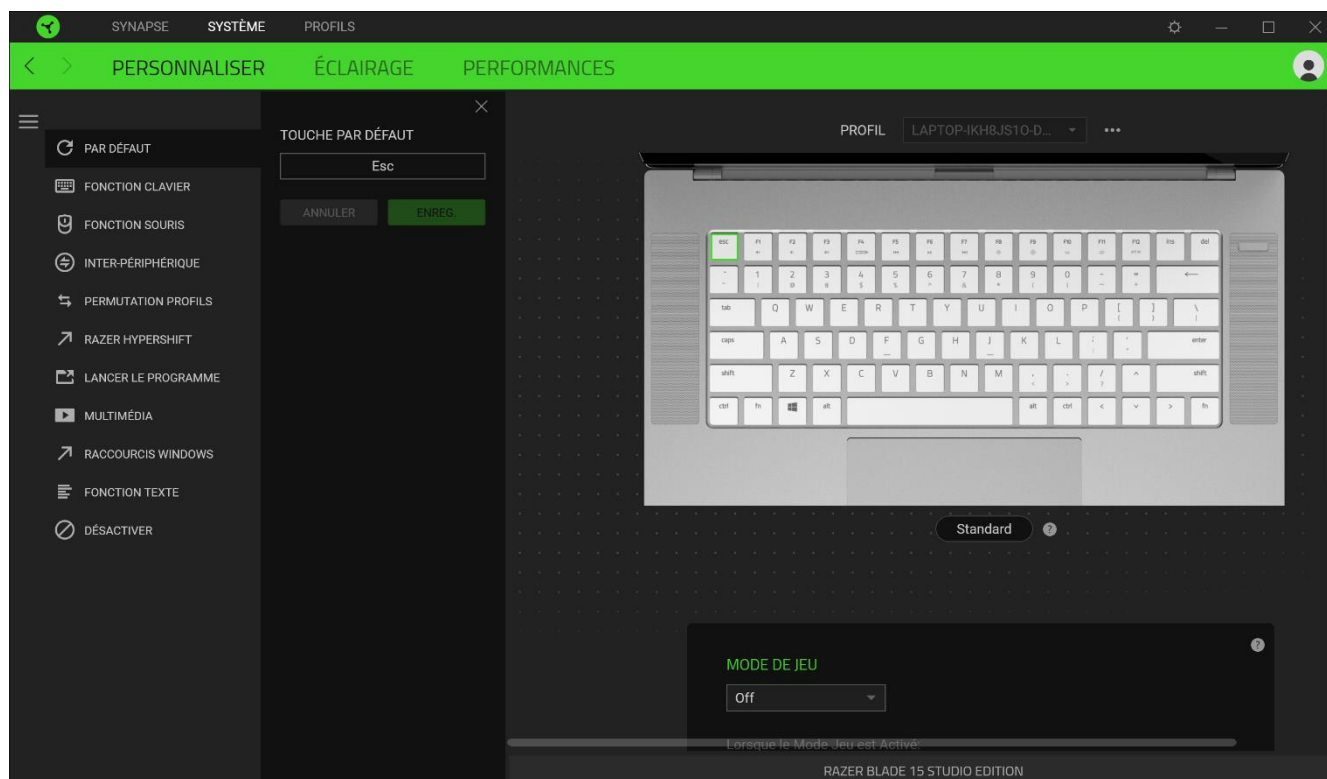 SYNAPSE SYSTÈME PROFILS
PERSONNALISER ÉCLAIRAGE PERFORMANCES
TOUCHE PAR DÉFAUT
Esc
ANNULER ENREG.
PAR DÉFAUT
FONCTION CLAVIER
FONCTION SOURIS
INTER-PÉRIPHÉRIQUE
PERMUTATION PROFILS
RAZER HYPERSHIFT
LANCER LE PROGRAMME
MULTIMÉDIA
RACCOURCIS WINDOWS
FONCTION TEXTE
DÉSACTIVER
PROFIL LAPTOP-IKH8JS1O-D...
esc F1 F2 F3 F4 F5 F6 F7 F8 F9 F10 F11 F12 ins del
1 2 3 4 5 6 7 8 9 0
tab Q W E R T Y U I O P [ ] \
caps A S D F G H J K L ; ' enter
shift Z X C V B N M , . / ^ shift
ctrl fn alt alt ctrl < v > fn
Standard ?
MODE DE JEU ?
Off
Lorsque le Mode Jeu est Activé:
RAZER BLADE 15 STUDIO EDITION